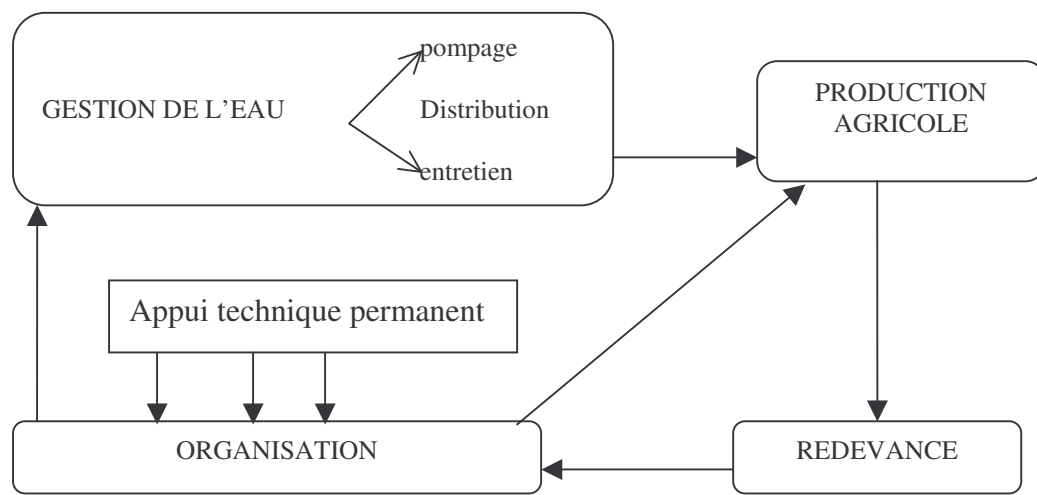 pompage
GESTION DE L'EAU
Distribution
entretien
PRODUCTION
AGRICOLE
Appui technique permanent
ORGANISATION
REDEVANCE